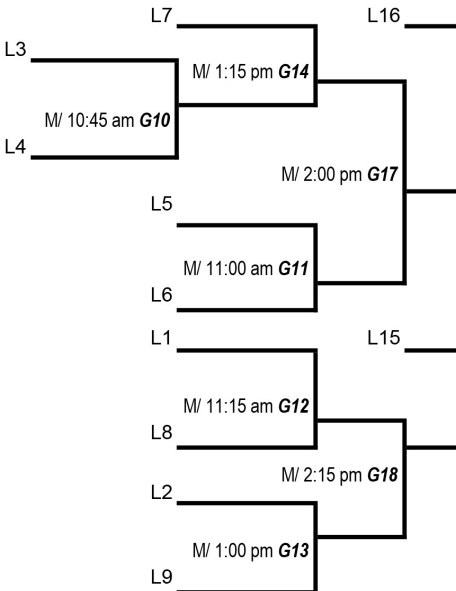 L7
L16
L3
M/ 1:15 pm G14
M/ 10:45 am G10
L4
M/ 2:00 pm G17
L5
M/ 11:00 am G11
L6
L1
L15
M/ 11:15 am G12
L8
M/ 2:15 pm G18
L2
M/ 1:00 pm G13
L9